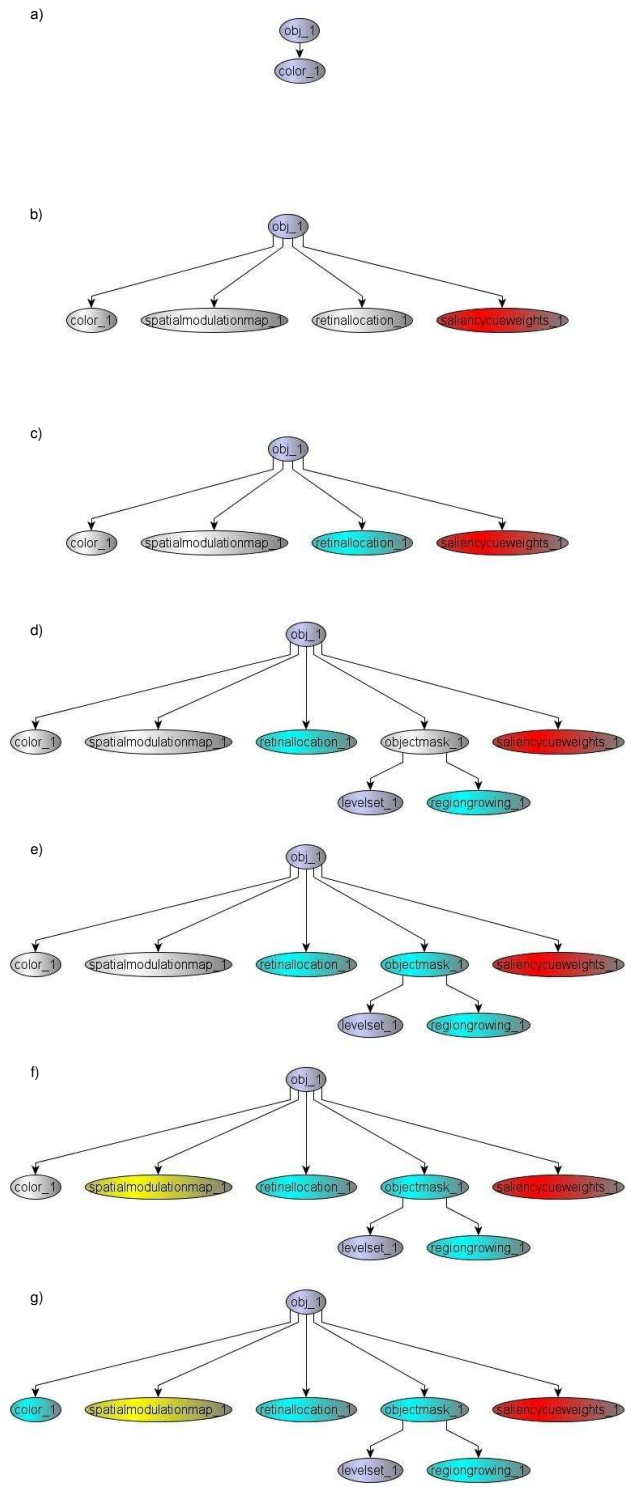 a)
obj_1
color_1
b)
obj_1
color_1 spatialmodulationmap_1 retinallocation_1 saliencycueweights_1
c)
obj_1
color_1 spatialmodulationmap_1 retinallocation_1 saliencycueweights_1
d)
obj_1
color_1 spatialmodulationmap_1 retinallocation_1 objectmask_1 saliencycueweights_1
levelset_1 regiongrowing_1
e)
obj_1
color_1 spatialmodulationmap_1 retinallocation_1 objectmask_1 saliencycueweights_1
levelset_1 regiongrowing_1
f)
obj_1
color_1 spatialmodulationmap_1 retinallocation_1 objectmask_1 saliencycueweights_1
levelset_1 regiongrowing_1
g)
obj_1
color_1 spatialmodulationmap_1 retinallocation_1 objectmask_1 saliencycueweights_1
levelset_1 regiongrowing_1